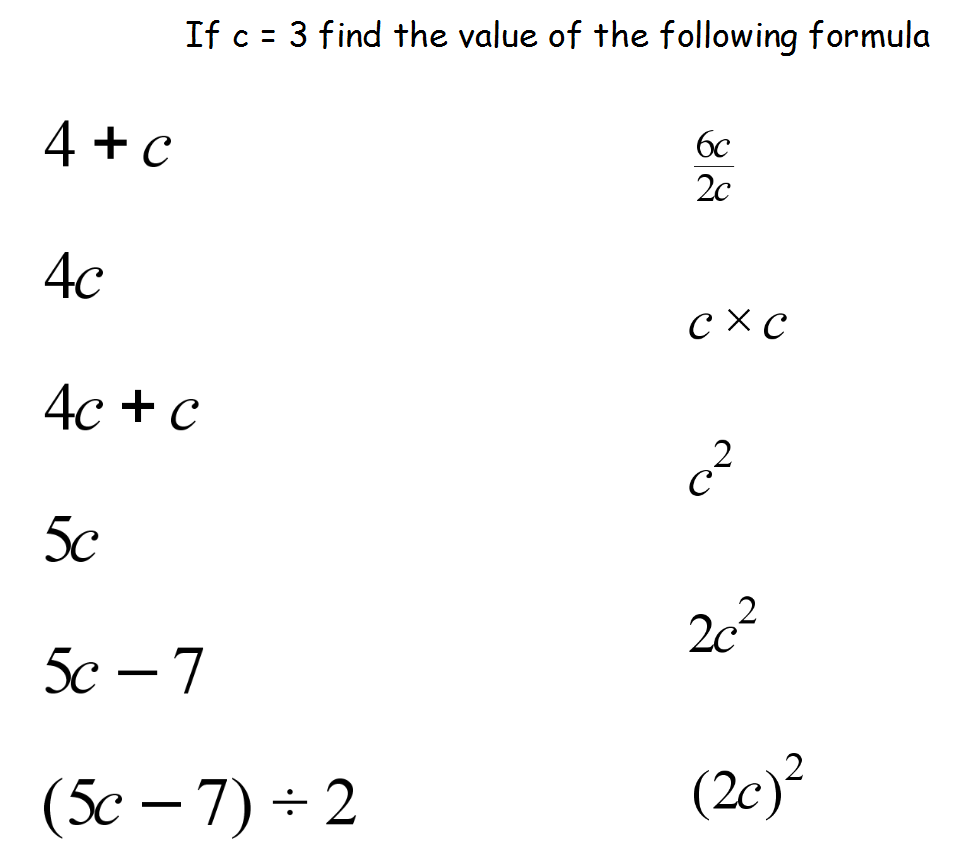 If c = 3 find the value of the following formula
4 + c
4c
4c + c
5c
5c − 7
(5c − 7) ÷ 2
6c
2c
c × c
c²
2c²
(2c)²